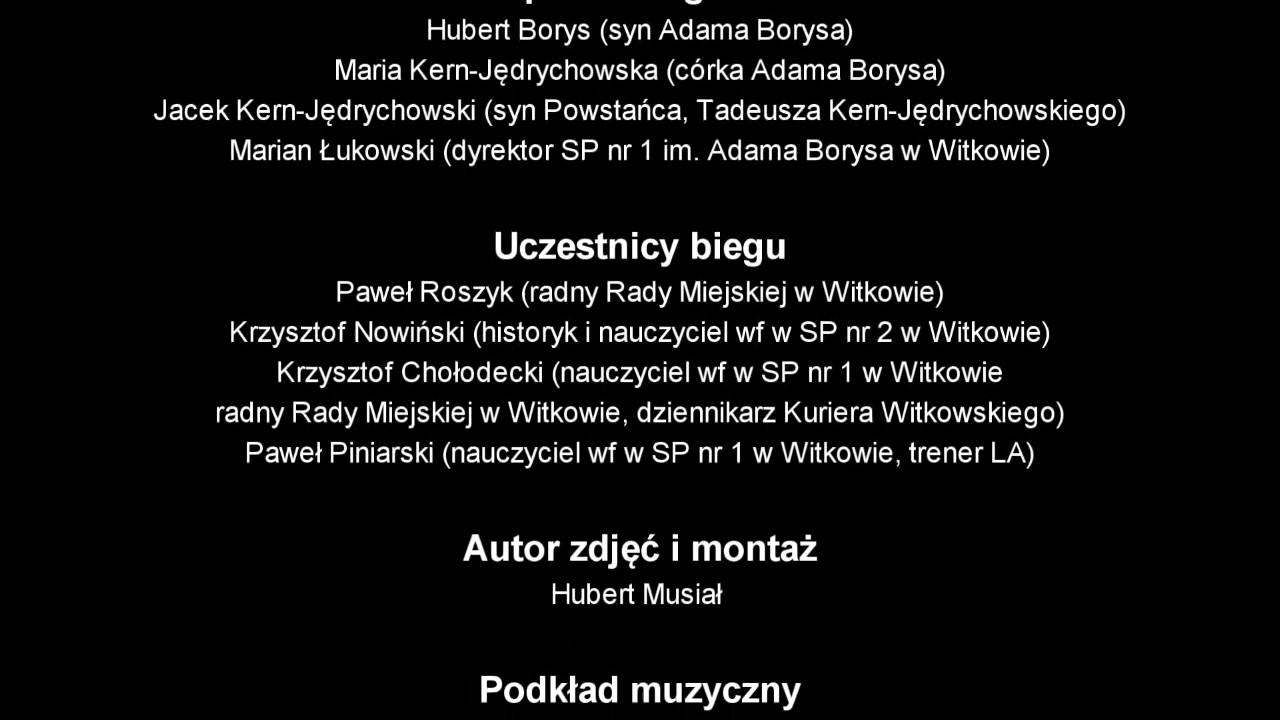 Hubert Borys (syn Adama Borysa)
Maria Kern-Jędrychowska (córka Adama Borysa)
Jacek Kern-Jędrychowski (syn Powstańca, Tadeusza Kern-Jędrychowskiego)
Marian Łukowski (dyrektor SP nr 1 im. Adama Borysa w Witkowie)
Uczestnicy biegu
Paweł Roszyk (radny Rady Miejskiej w Witkowie)
Krzysztof Nowiński (historyk i nauczyciel wf w SP nr 2 w Witkowie)
Krzysztof Chołodecki (nauczyciel wf w SP nr 1 w Witkowie
radny Rady Miejskiej w Witkowie, dziennikarz Kuriera Witkowskiego)
Paweł Piniarski (nauczyciel wf w SP nr 1 w Witkowie, trener LA)
Autor zdjęć i montaż
Hubert Musiał
Podkład muzyczny